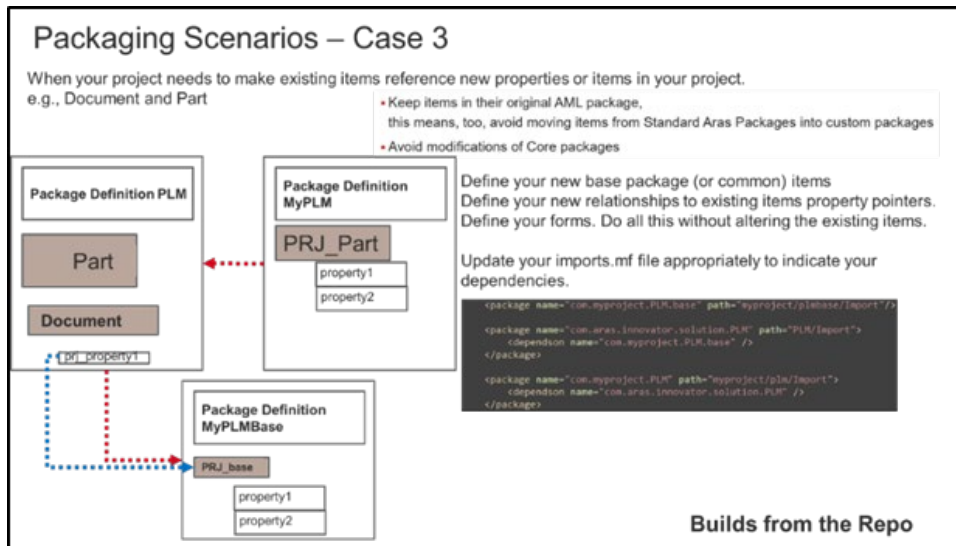 Packaging Scenarios – Case 3
When your project needs to make existing items reference new properties or items in your project.
e.g., Document and Part
▪ Keep items in their original AML package,
this means, too, avoid moving items from Standard Aras Packages into custom packages
▪ Avoid modifications of Core packages
Package Definition PLM
Part
Document
prj_property1
Package Definition
MyPLM
PRJ_Part
property1
property2
Package Definition
MyPLMBase
PRJ_base
property1
property2
Define your new base package (or common) items
Define your new relationships to existing items property pointers.
Define your forms. Do all this without altering the existing items.
Update your imports.mf file appropriately to indicate your
dependencies.
<package name="com.myproject.PLM.base" path="myproject/plmbase/Import"/>
<package name="com.aras.innovator.solution.PLM" path="PLM/Import">
<dependson name="com.myproject.PLM.base" />
</package>
<package name="com.myproject.PLM" path="myproject/plm/Import">
<dependson name="com.aras.innovator.solution.PLM" />
</package>
Builds from the Repo